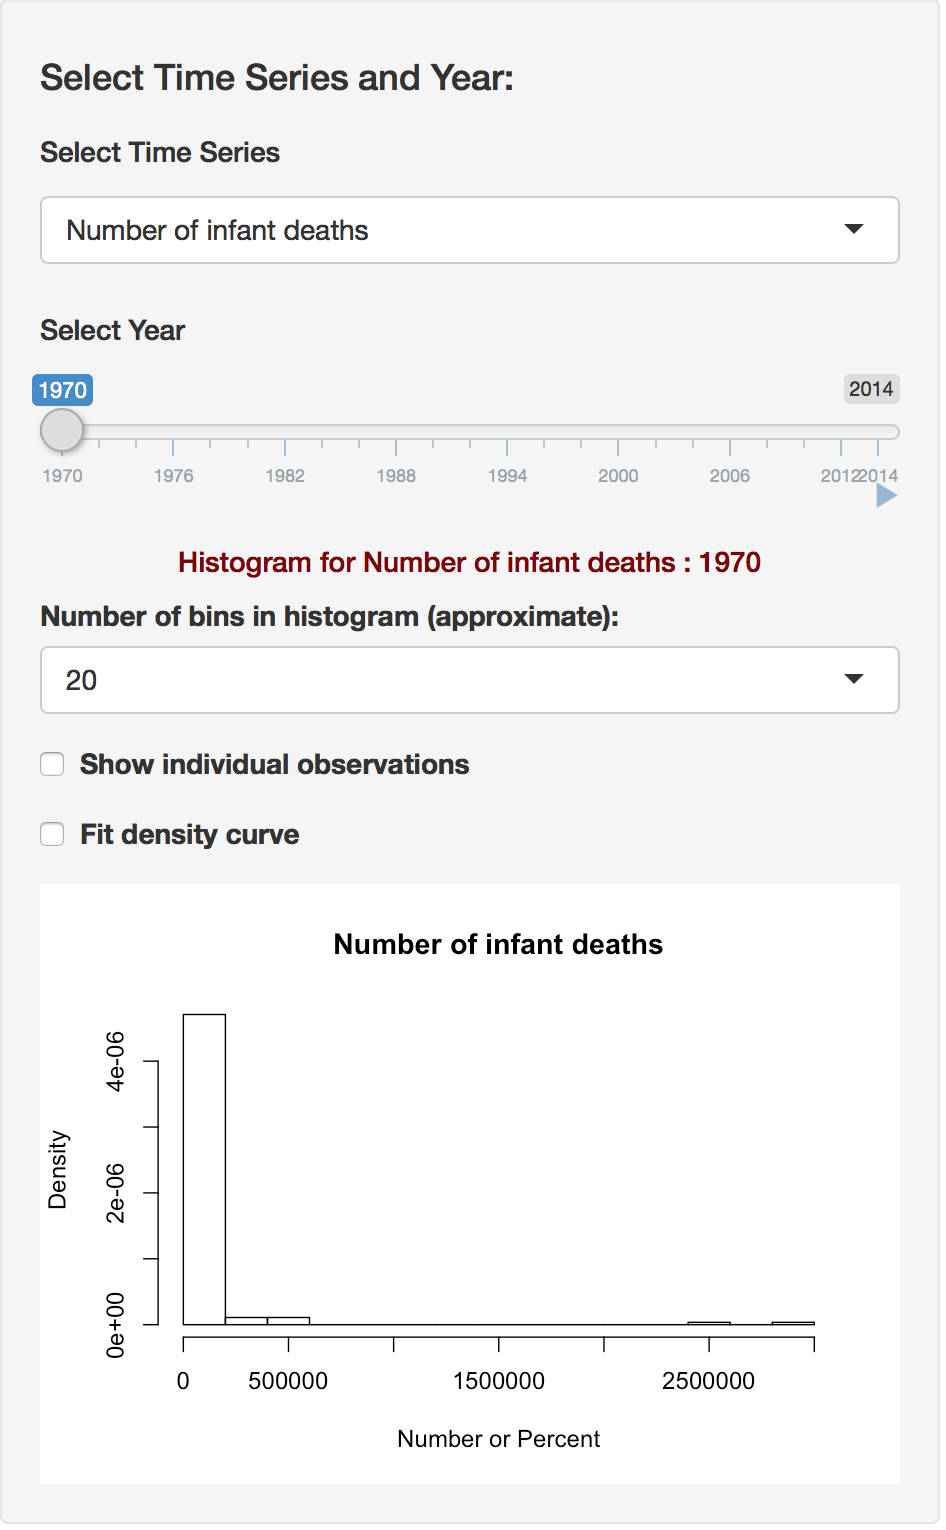 Select Time Series and Year:
Select Time Series
Number of infant deaths
Select Year
1970 2014
1970 1976 1982 1988 1994 2000 2006 2012 2014
Histogram for Number of infant deaths : 1970
Number of bins in histogram (approximate):
20
Show individual observations
Fit density curve
Number of infant deaths
Density
4e-06
2e-06
0e+00
0 500000 1500000 2500000
Number or Percent